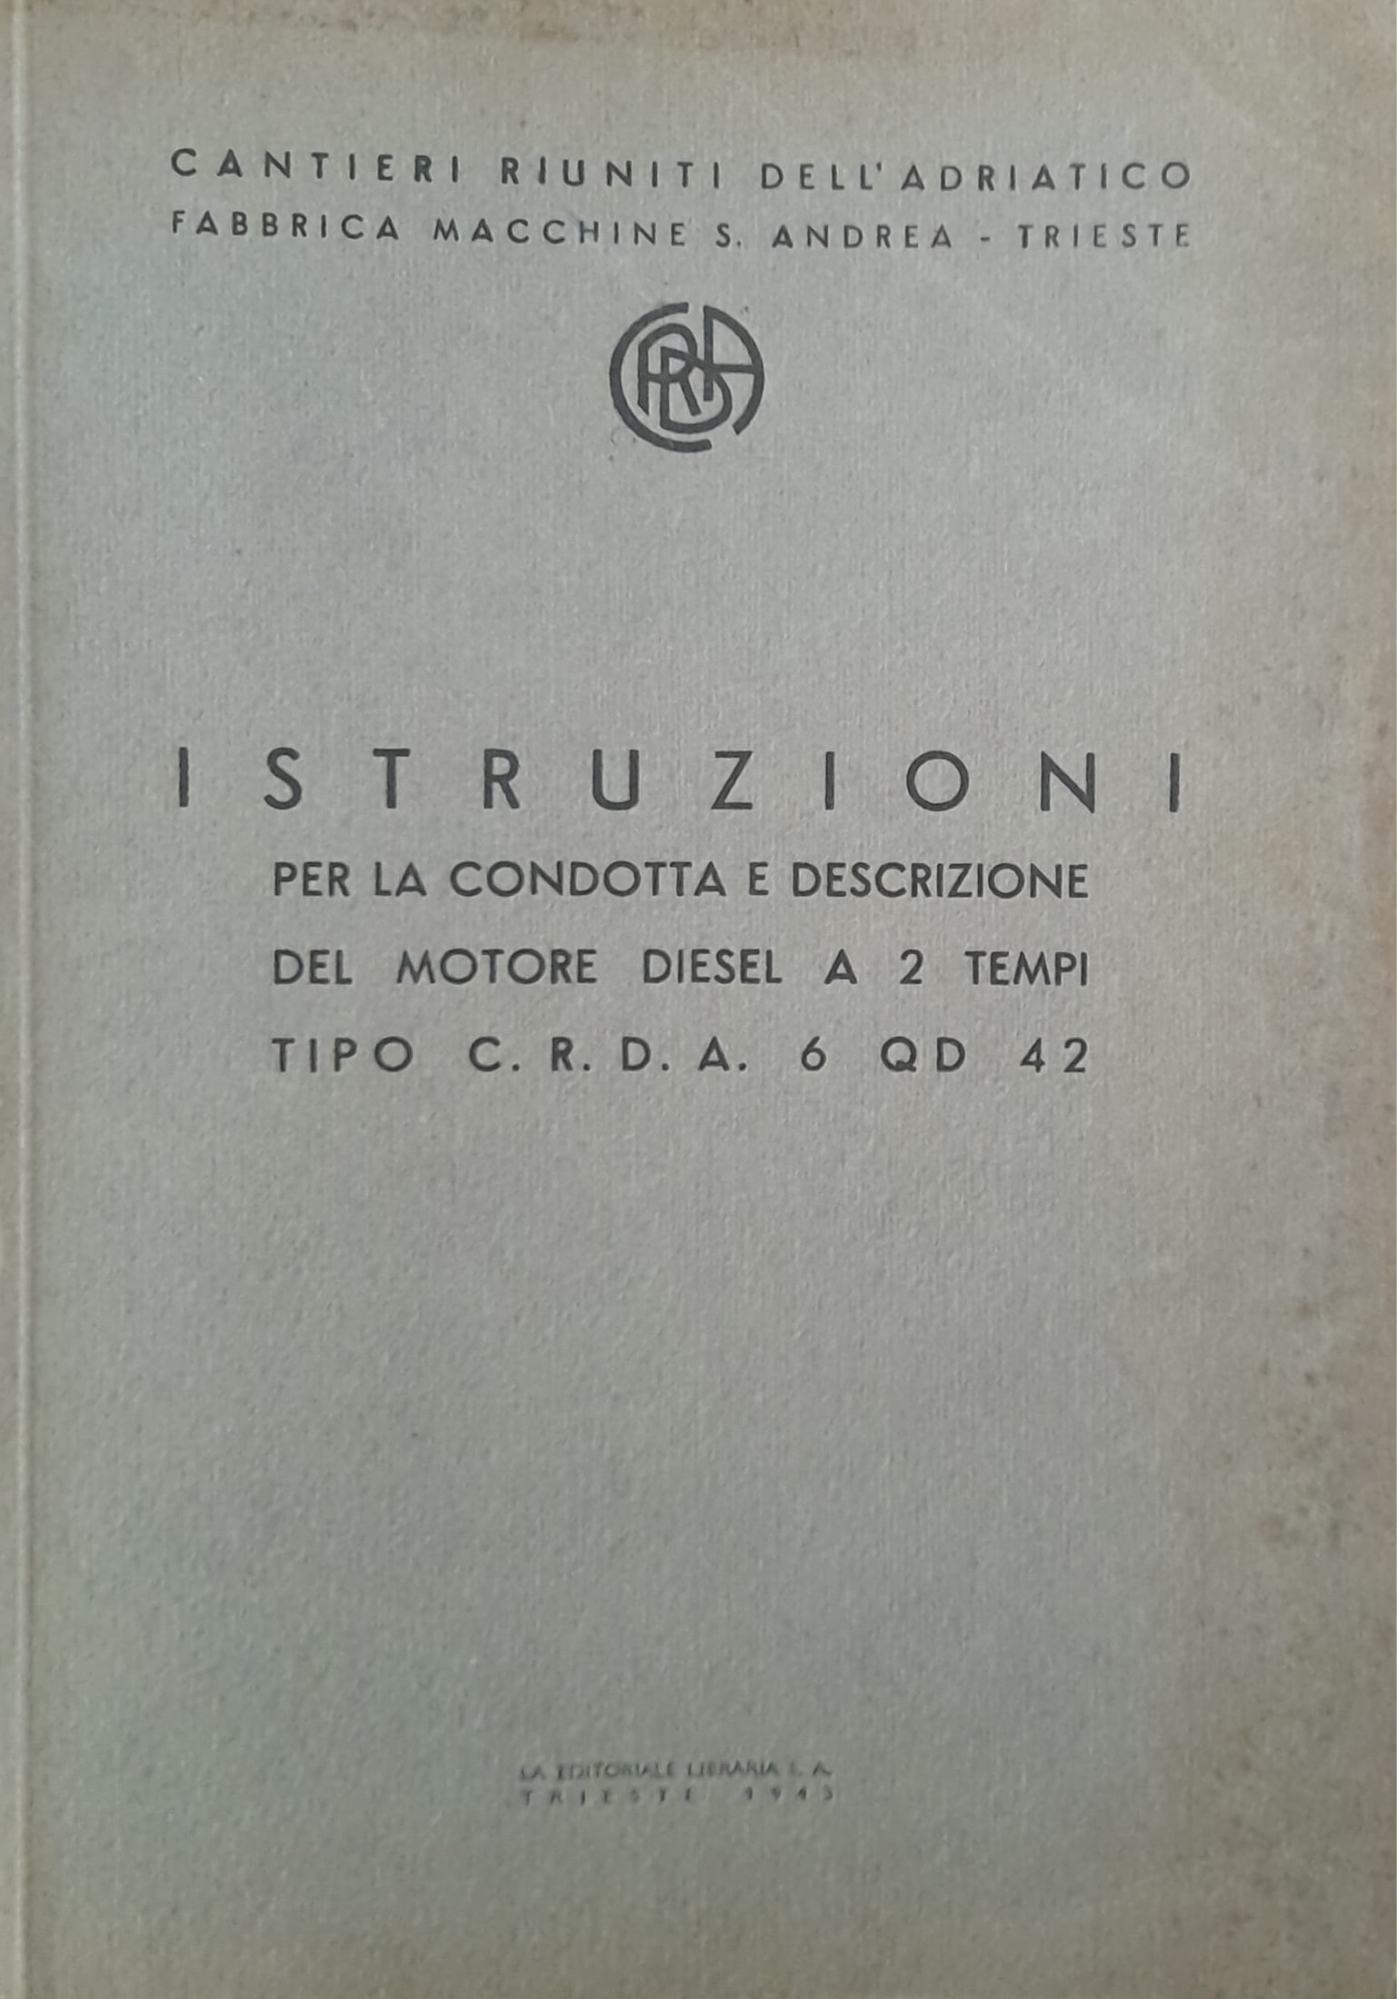 CANTIERI RIUNITI DELL'ADRIATICO
FABBRICA MACCHINE S. ANDREA - TRIESTE
CRDA
ISTRUZIONI
PER LA CONDOTTA E DESCRIZIONE
DEL MOTORE DIESEL A 2 TEMPI
TIPO C. R. D. A. 6 QD 42
LA EDITORIALE LIBRARIA S. A.
TRIESTE